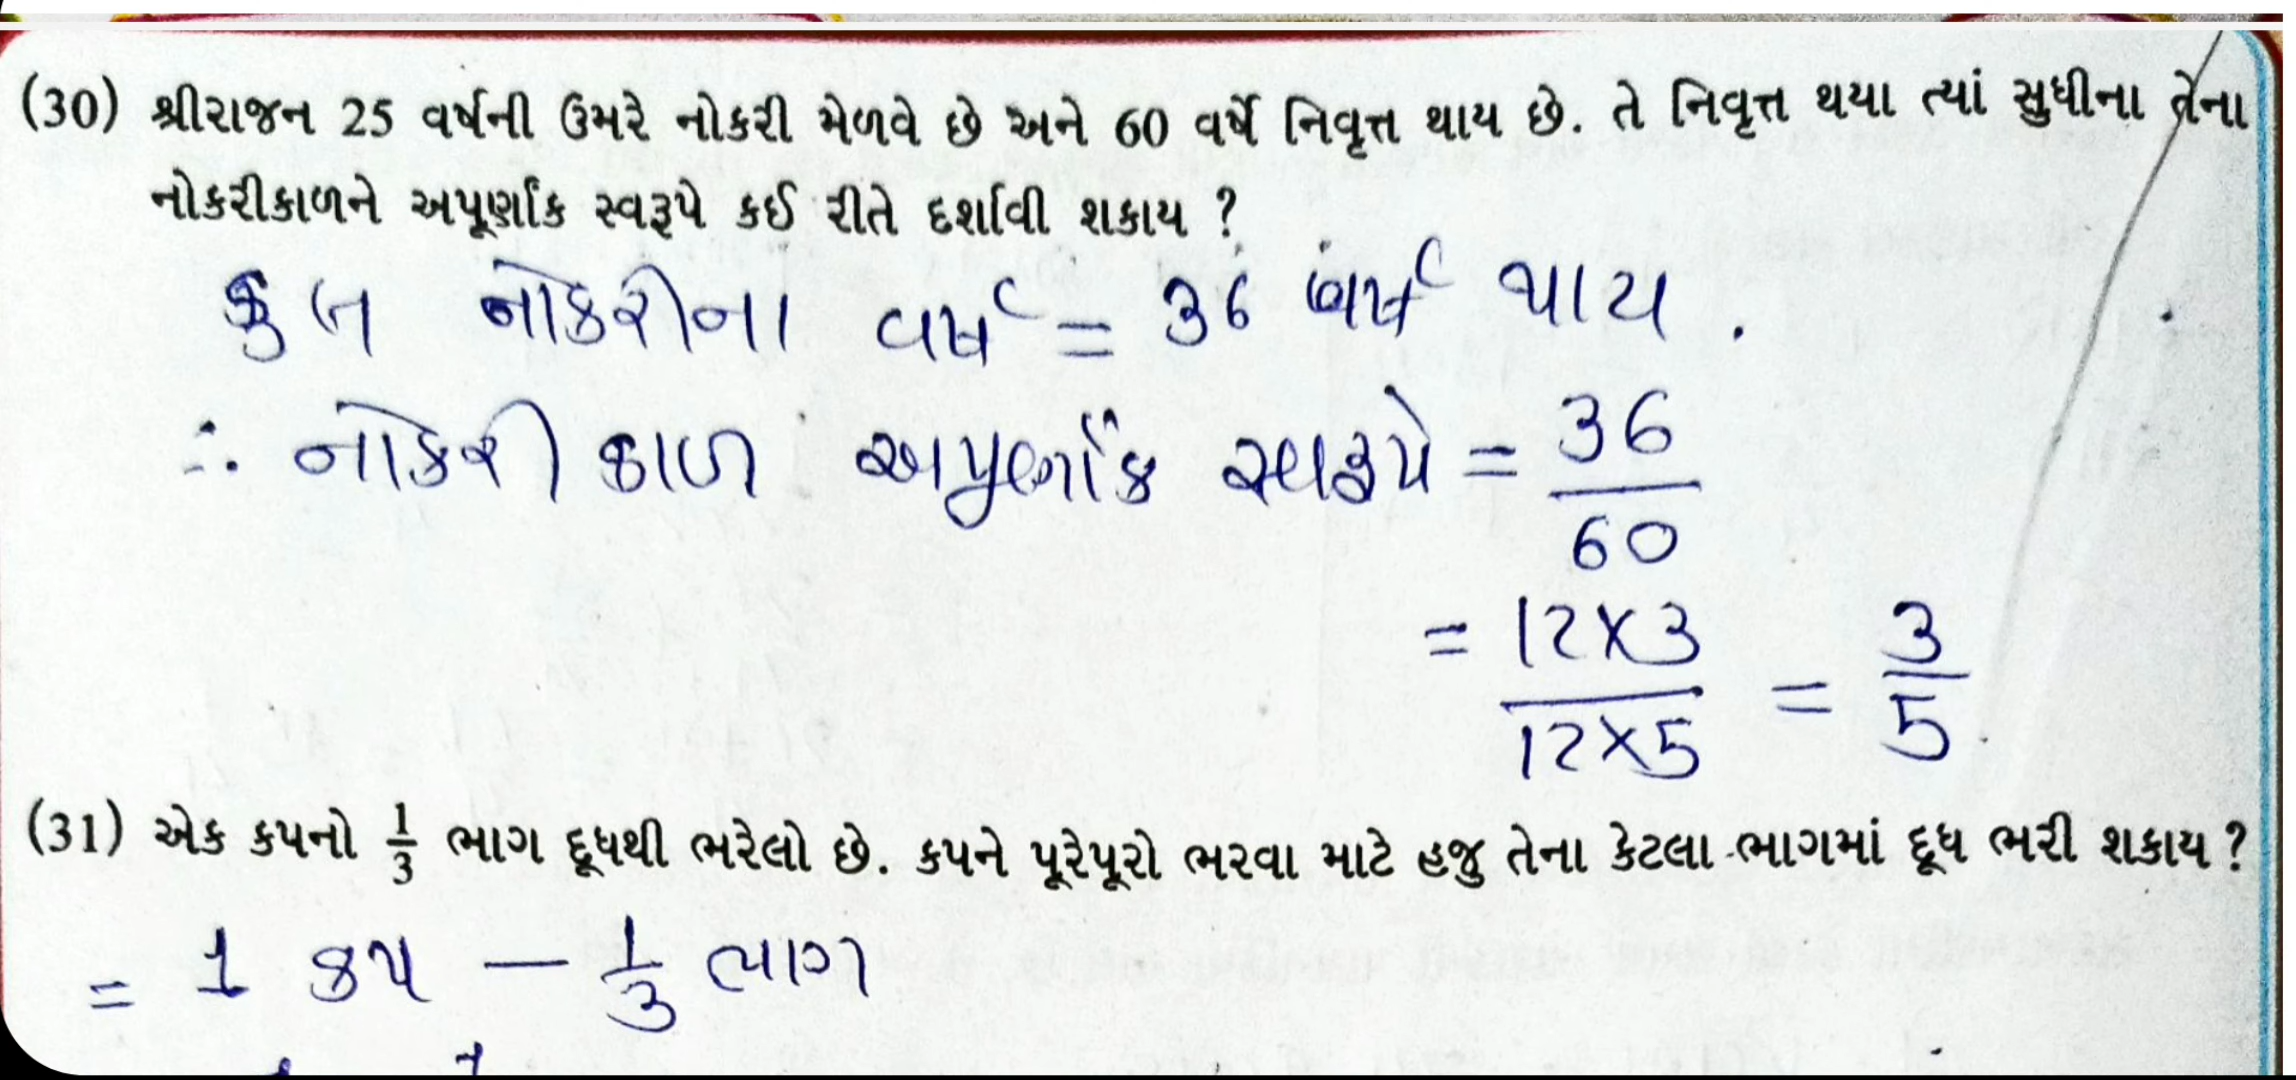 (30) શ્રીરાજન 25 વર્ષની ઉંમરે નોકરી મેળવે છે અને 60 વર્ષે નિવૃત્ત થાય છે. તે નિવૃત્ત થયા ત્યાં સુધીના તેના
નોકરીકાળને અપૂર્ણાંક સ્વરૂપે કઈ રીતે દર્શાવી શકાય ?
કુલ નોકરીના વર્ષ = 36 વર્ષ થાય .
∴ નોકરી કાળ અપૂર્ણાંક સ્વરૂપે = 36/60
= 12×3/12×5 = 3/5
(31) એક કપનો 1/3 ભાગ દૂધથી ભરેલો છે. કપને પૂરેપૂરો ભરવા માટે હજુ તેના કેટલા ભાગમાં દૂધ ભરી શકાય ?
= 1 કપ – 1/3 ભાગ